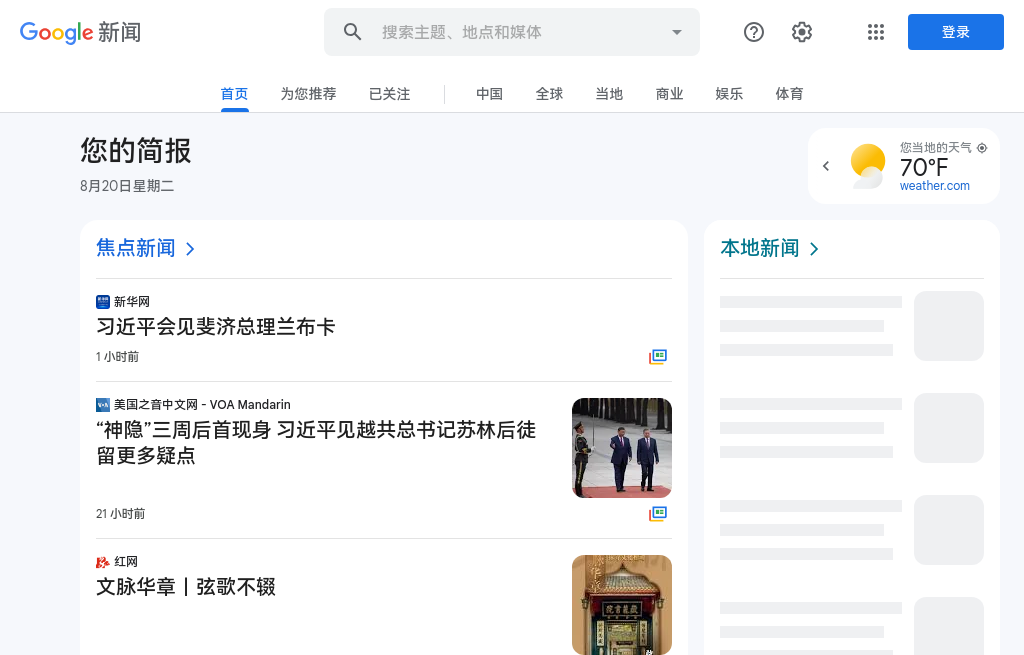 Google 新闻
搜索主题、地点和媒体
登录
首页 为您推荐 已关注 中国 全球 当地 商业 娱乐 体育
您的简报
8月20日星期二
您当地的天气
70°F
weather.com
焦点新闻
本地新闻
新华网
习近平会见斐济总理兰布卡
1 小时前
美国之音中文网 - VOA Mandarin
“神隐”三周后首现身 习近平见越共总书记苏林后徒
留更多疑点
21 小时前
红网
文脉华章丨弦歌不辍